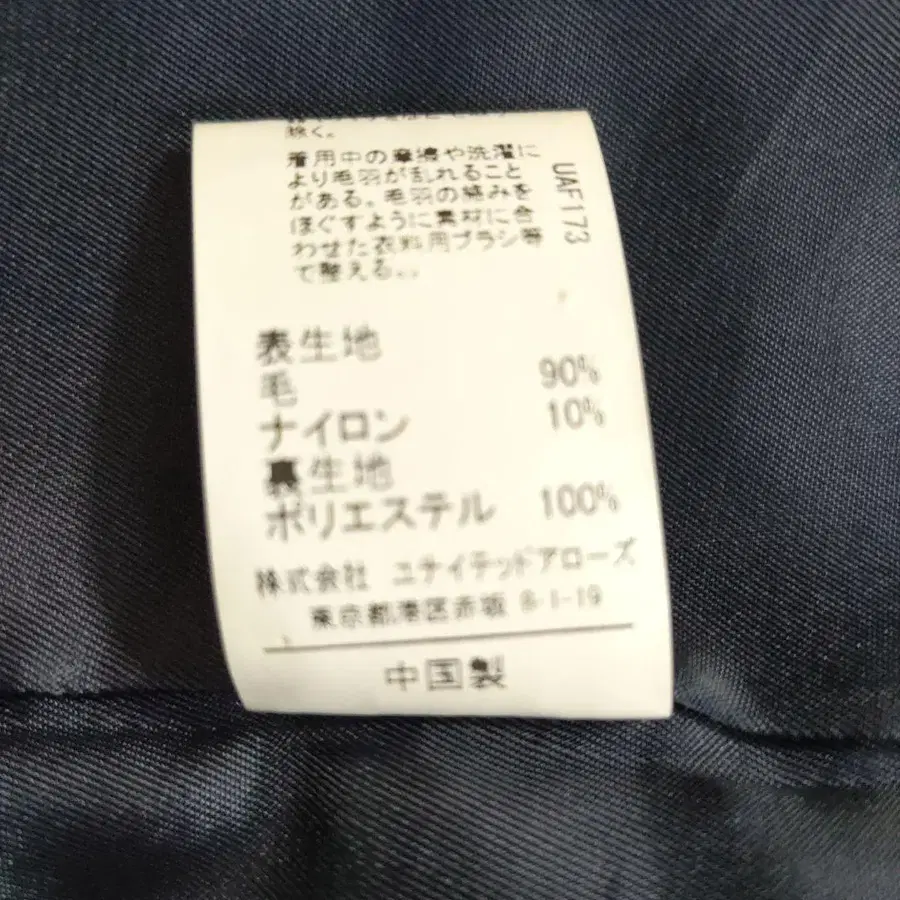 除く。
着用中の摩擦や洗濯に
より毛羽が乱れること
がある。毛羽の絡みを
ほぐすように素材に合
わせた衣料用ブラシ等
で整える。
UAF173
表生地
毛 90%
ナイロン 10%
裏生地
ポリエステル 100%
株式会社 ユナイテッドアローズ
東京都港区赤坂 8-1-19
中国製